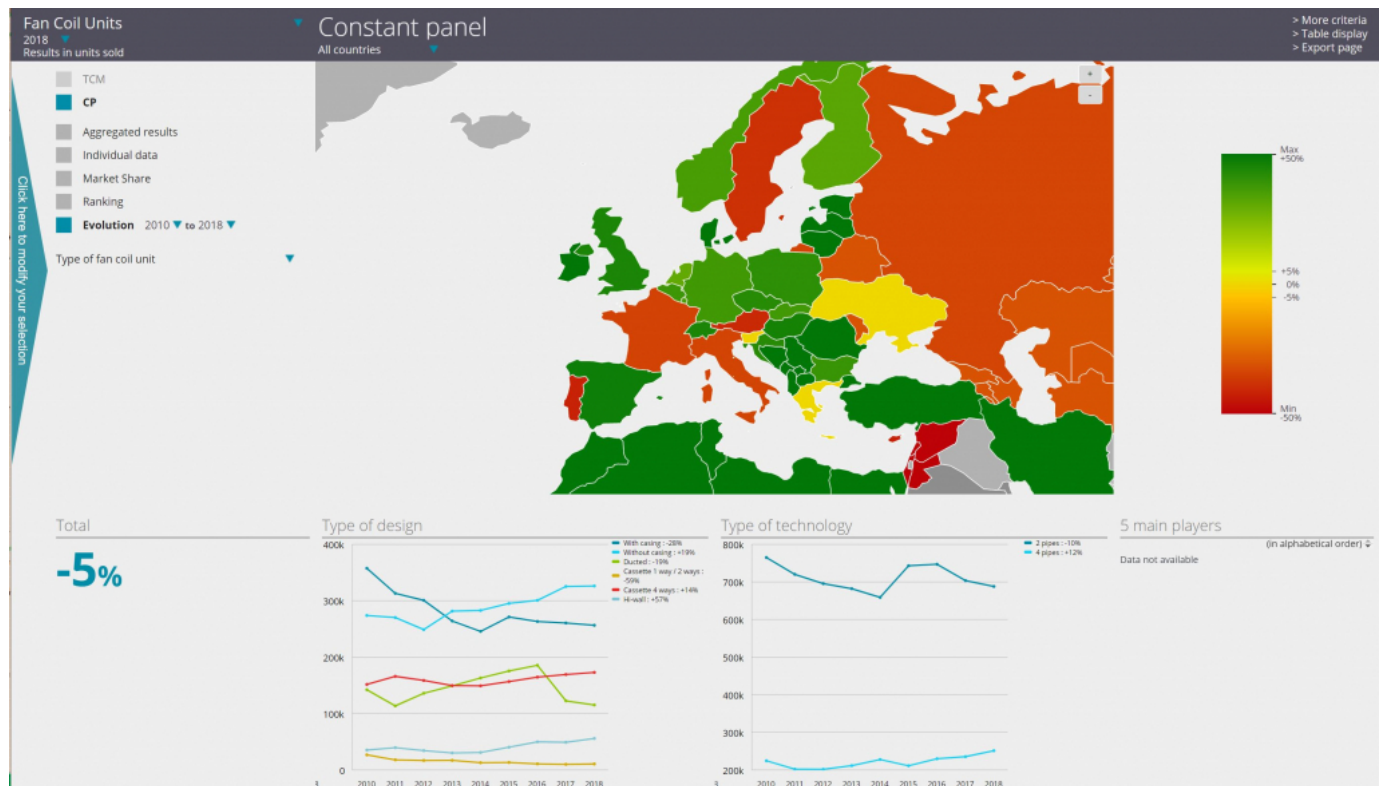 Fan Coil Units
2018
Results in units sold
Constant panel
All countries
> More criteria
> Table display
> Export page
Click here to modify your selection
TCM
CP
Aggregated results
Individual data
Market Share
Ranking
Evolution 2010 to 2018
Type of fan coil unit
+
-
Max
+50%
+5%
0%
-5%
Min
-50%
Total
-5%
Type of design
With casing : -28%
Without casing : +19%
Ducted : -19%
Cassette 1 way / 2 ways :
-59%
Cassette 4 ways : +14%
Hi-wall : +57%
400k
300k
200k
100k
0
2010 2011 2012 2013 2014 2015 2016 2017 2018
Type of technology
2 pipes : -10%
4 pipes : +12%
800k
700k
600k
500k
400k
300k
200k
2010 2011 2012 2013 2014 2015 2016 2017 2018
5 main players
(in alphabetical order)
Data not available